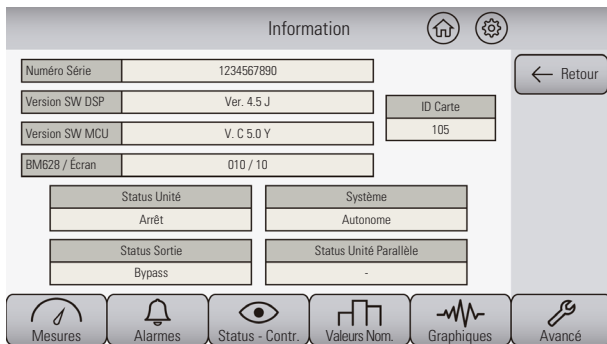 Information
Numéro Série 1234567890
Retour
Version SW DSP Ver. 4.5 J
ID Carte
105
Version SW MCU V. C 5.0 Y
BM628 / Écran 010 / 10
Status Unité Système
Arrêt Autonome
Status Sortie Status Unité Parallèle
Bypass -
Mesures Alarmes Status - Contr. Valeurs Nom. Graphiques Avancé